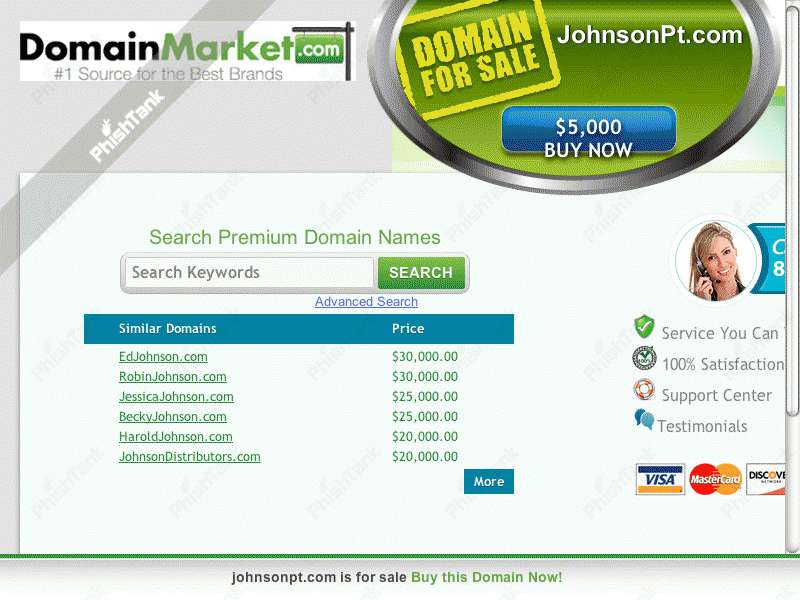 DomainMarket.com
#1 Source for the Best Brands
DOMAIN
FOR SALE
JohnsonPt.com
$5,000
BUY NOW
PhishTank
Search Premium Domain Names
Search Keywords
SEARCH
Advanced Search
Similar Domains Price
EdJohnson.com $30,000.00
RobinJohnson.com $30,000.00
JessicaJohnson.com $25,000.00
BeckyJohnson.com $25,000.00
HaroldJohnson.com $20,000.00
JohnsonDistributors.com $20,000.00
More
8
Service You Can
100% Satisfaction
Support Center
Testimonials
VISA MasterCard DISCOV
NETWORK
johnsonpt.com is for sale Buy this Domain Now!